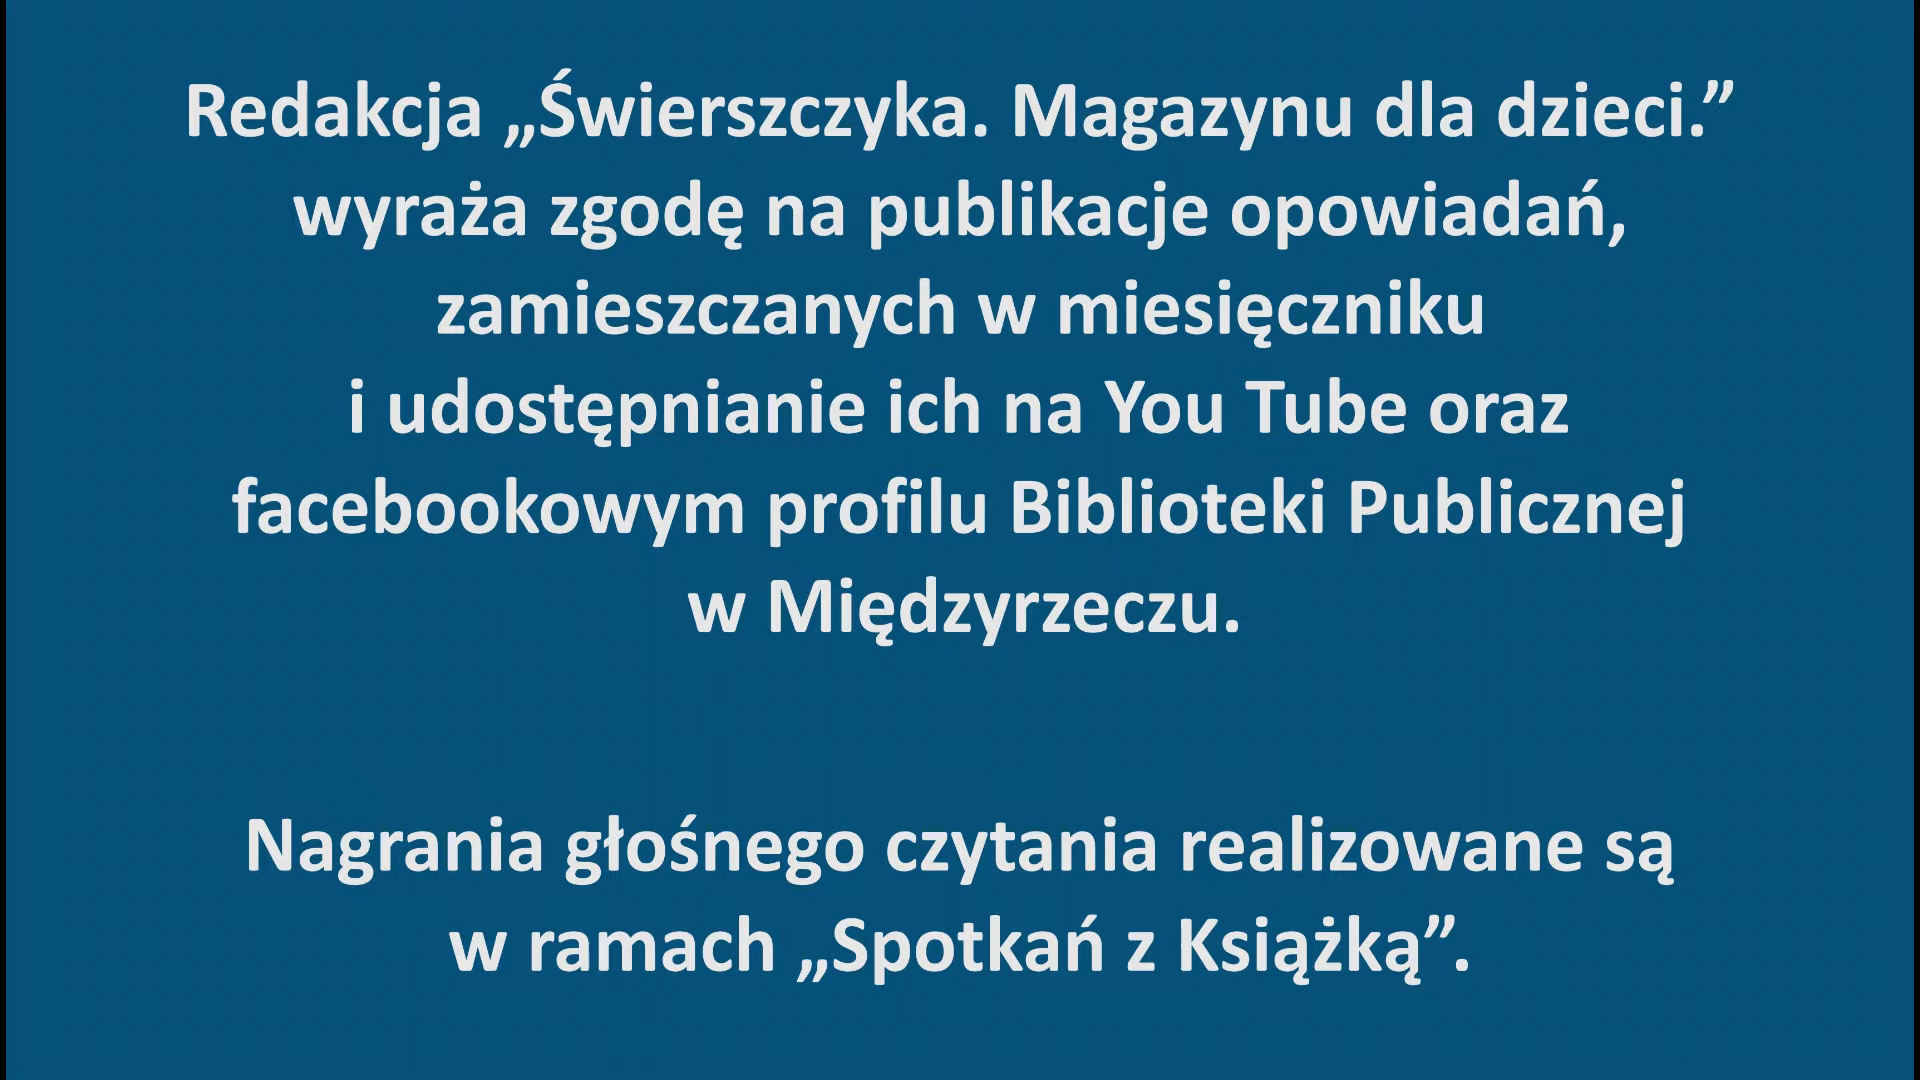 Redakcja „Świerszczyka. Magazynu dla dzieci.”
wyraża zgodę na publikacje opowiadań,
zamieszczanych w miesięczniku
i udostępnianie ich na You Tube oraz
facebookowym profilu Biblioteki Publicznej
w Międzyrzeczu.
Nagrania głośnego czytania realizowane są
w ramach „Spotkań z Książką”.